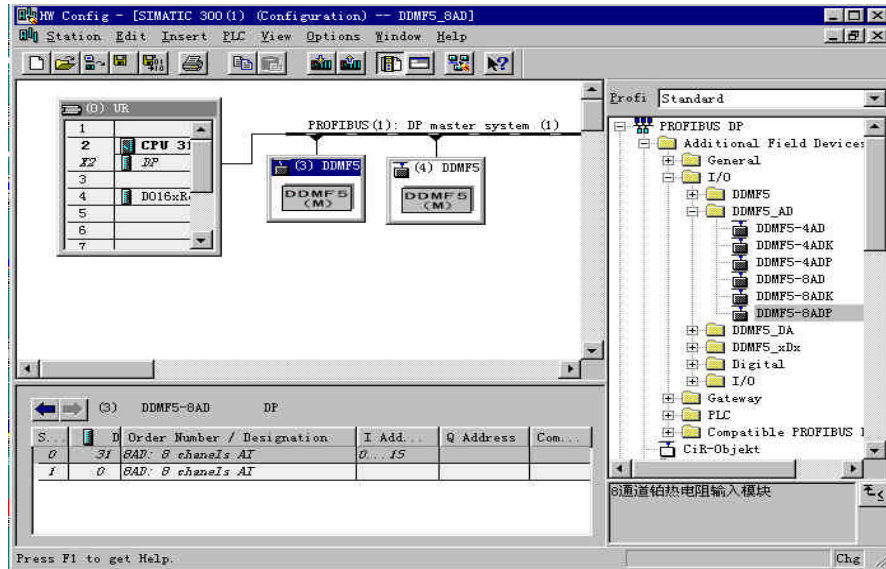 HW Config - [SIMATIC 300(1) (Configuration) -- DDMF5_8AD]
Station Edit Insert PLC View Options Window Help
(0) UR
1
2 CPU 31
X2 DP
3
4 DO16xRe
5
6
7
PROFIBUS(1): DP master system (1)
(3) DDMF5
DDMF5
(M)
(4) DDMF5
DDMF5
(M)
Profi Standard
PROFIBUS DP
Additional Field Devices
General
I/O
DDMF5
DDMF5_AD
DDMF5-4AD
DDMF5-4ADK
DDMF5-4ADP
DDMF5-8AD
DDMF5-8ADK
DDMF5-8ADP
DDMF5_DA
DDMF5_xDx
Digital
I/O
Gateway
PLC
Compatible PROFIBUS
CiR-Objekt
8通道铂热电阻输入模块
(3) DDMF5-8AD DP
S... D Order Number / Designation I Add... Q Address Com...
0 31 8AD: 8 chanels AI 0...15
1 0 8AD: 8 chanels AI
Press F1 to get Help.
Chg